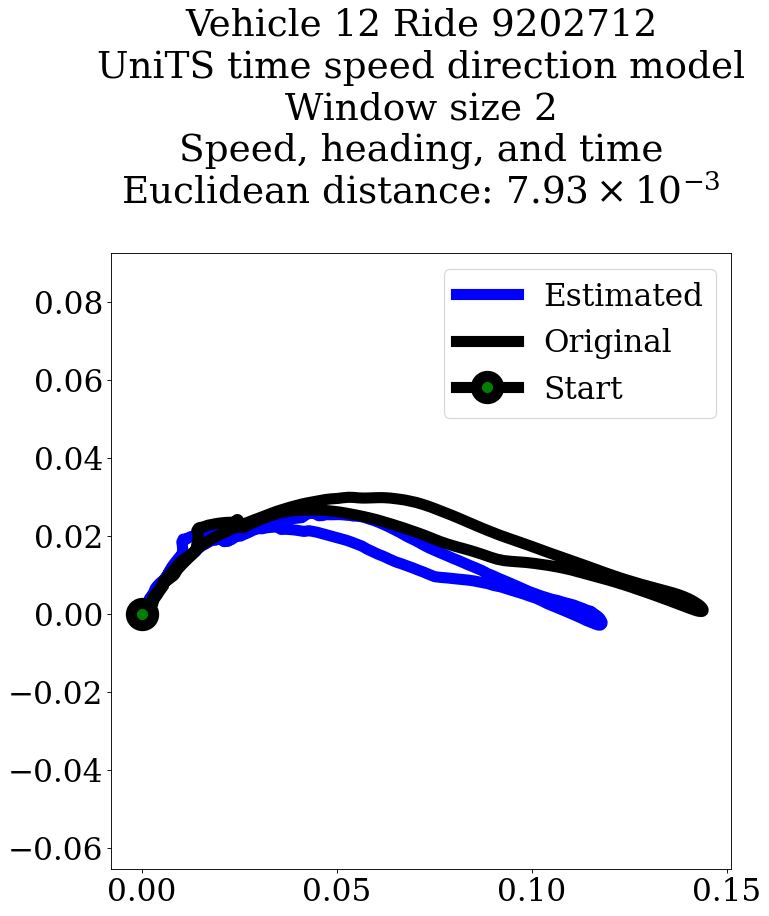 Vehicle 12 Ride 9202712
UniTS time speed direction model
Window size 2
Speed, heading, and time
Euclidean distance: 7.93 × 10⁻³
Estimated
Original
Start
0.08
0.06
0.04
0.02
0.00
−0.02
−0.04
−0.06
0.00 0.05 0.10 0.15